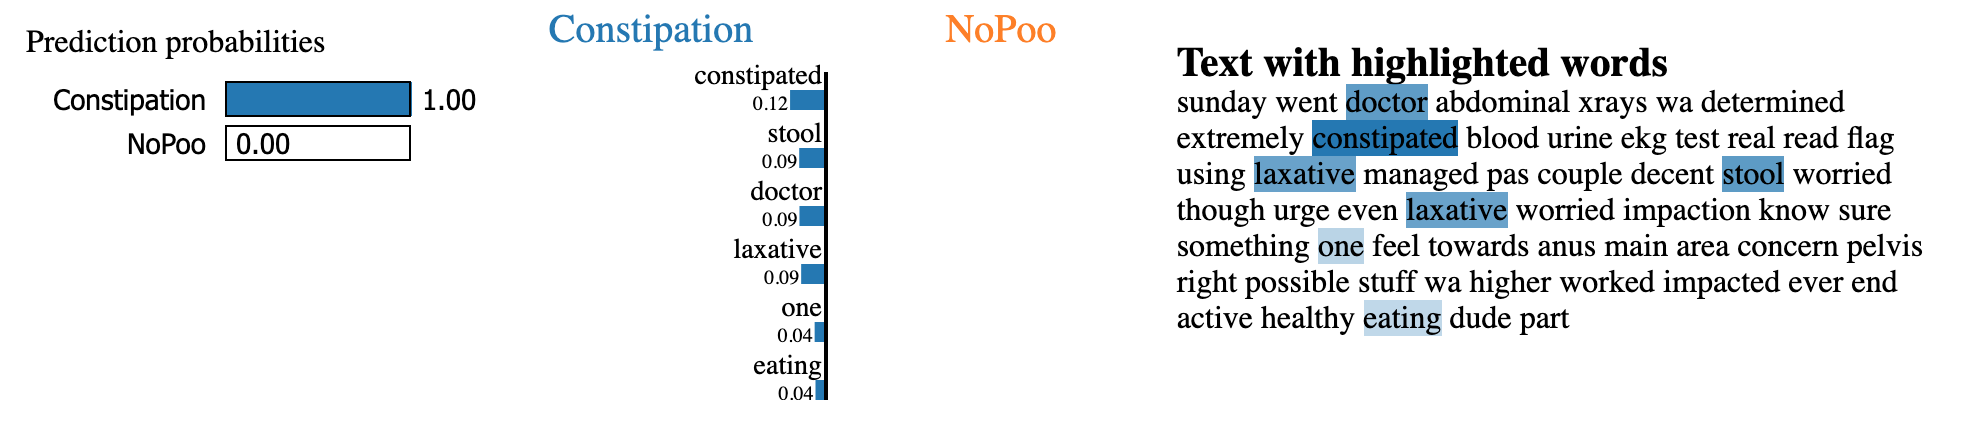 Prediction probabilities
Constipation 1.00
NoPoo 0.00
Constipation NoPoo
constipated
0.12
stool
0.09
doctor
0.09
laxative
0.09
one
0.04
eating
0.04
Text with highlighted words
sunday went doctor abdominal xrays wa determined
extremely constipated blood urine ekg test real read flag
using laxative managed pas couple decent stool worried
though urge even laxative worried impaction know sure
something one feel towards anus main area concern pelvis
right possible stuff wa higher worked impacted ever end
active healthy eating dude part